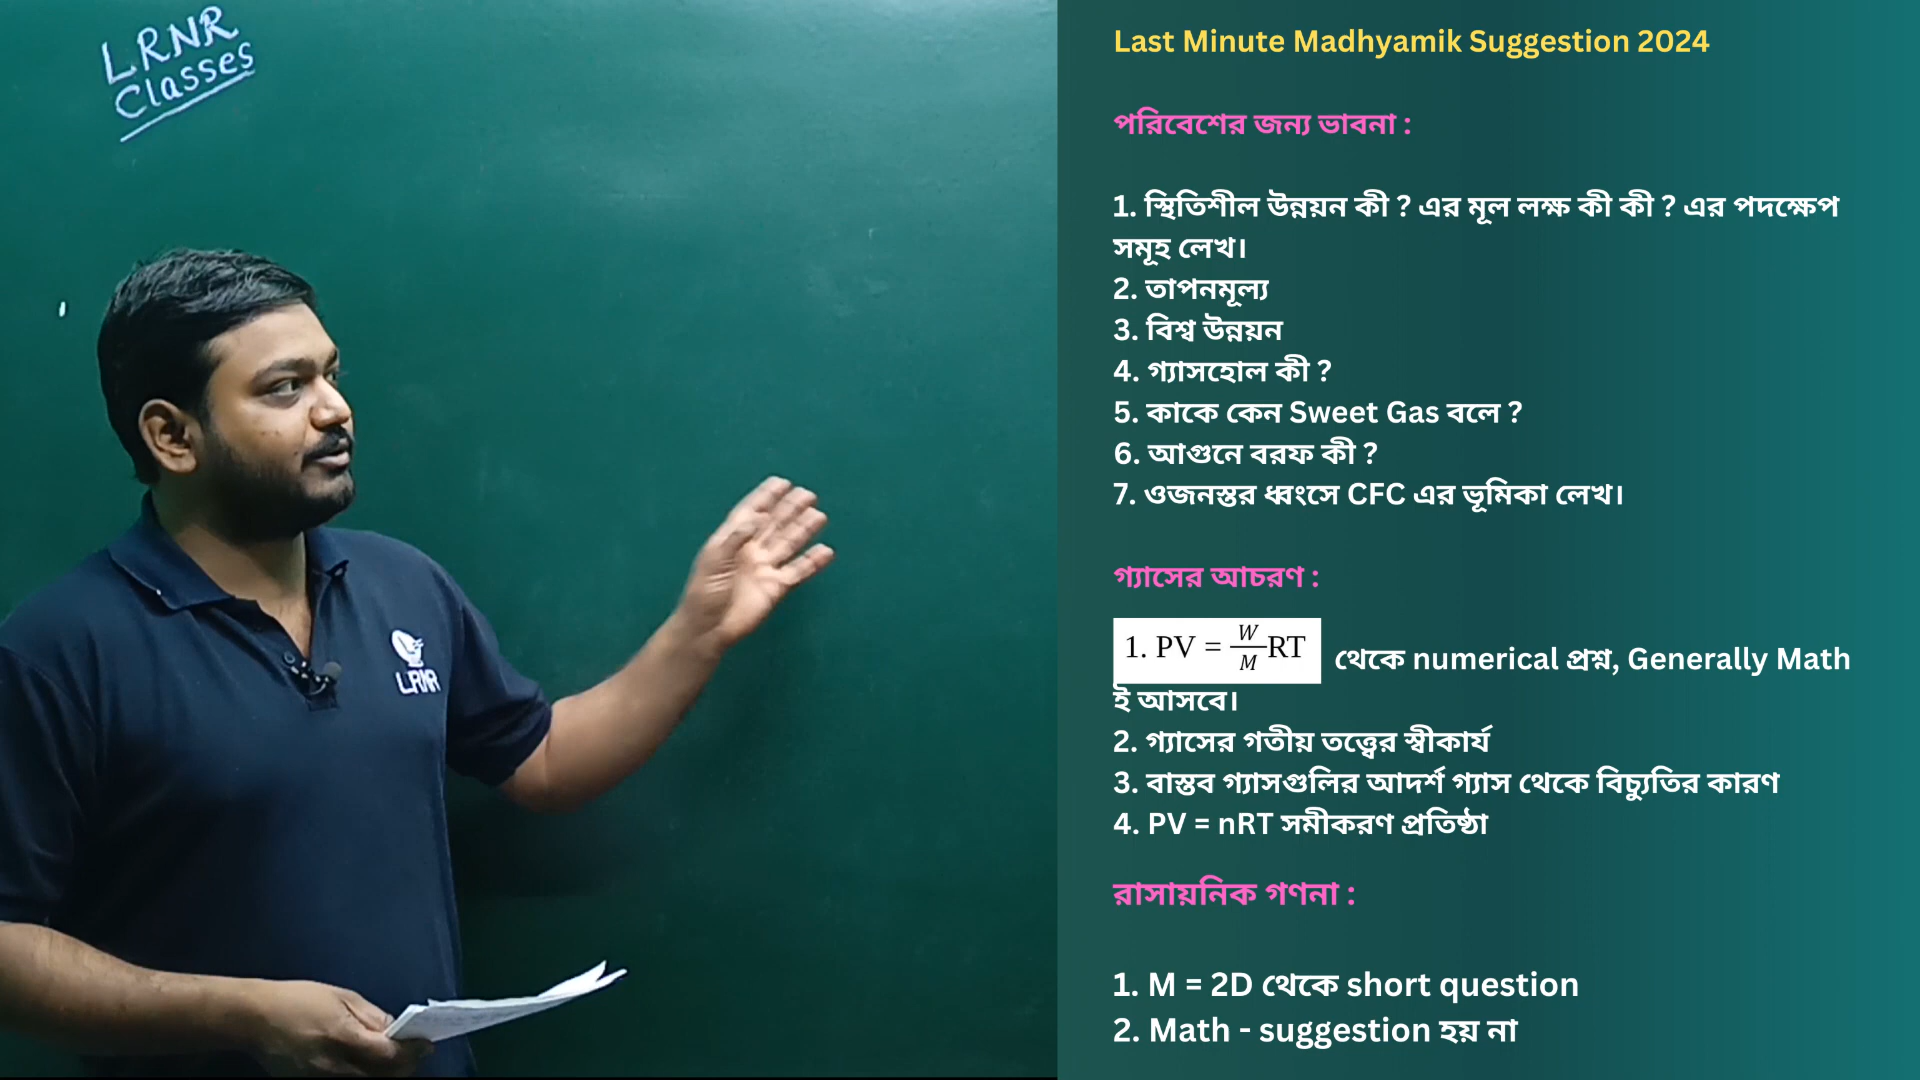 LRNR
Classes
LRNR
Last Minute Madhyamik Suggestion 2024
পরিবেশের জন্য ভাবনা :
1. স্থিতিশীল উন্নয়ন কী ? এর মূল লক্ষ কী কী ? এর পদক্ষেপ
সমূহ লেখ।
2. তাপনমূল্য
3. বিশ্ব উন্নয়ন
4. গ্যাসহোল কী ?
5. কাকে কেন Sweet Gas বলে ?
6. আগুনে বরফ কী ?
7. ওজনস্তর ধ্বংসে CFC এর ভূমিকা লেখ।
গ্যাসের আচরণ :
1. PV = W/M RT থেকে numerical প্রশ্ন, Generally Math
ই আসবে।
2. গ্যাসের গতীয় তত্ত্বের স্বীকার্য
3. বাস্তব গ্যাসগুলির আদর্শ গ্যাস থেকে বিচ্যুতির কারণ
4. PV = nRT সমীকরণ প্রতিষ্ঠা
রাসায়নিক গণনা :
1. M = 2D থেকে short question
2. Math - suggestion হয় না